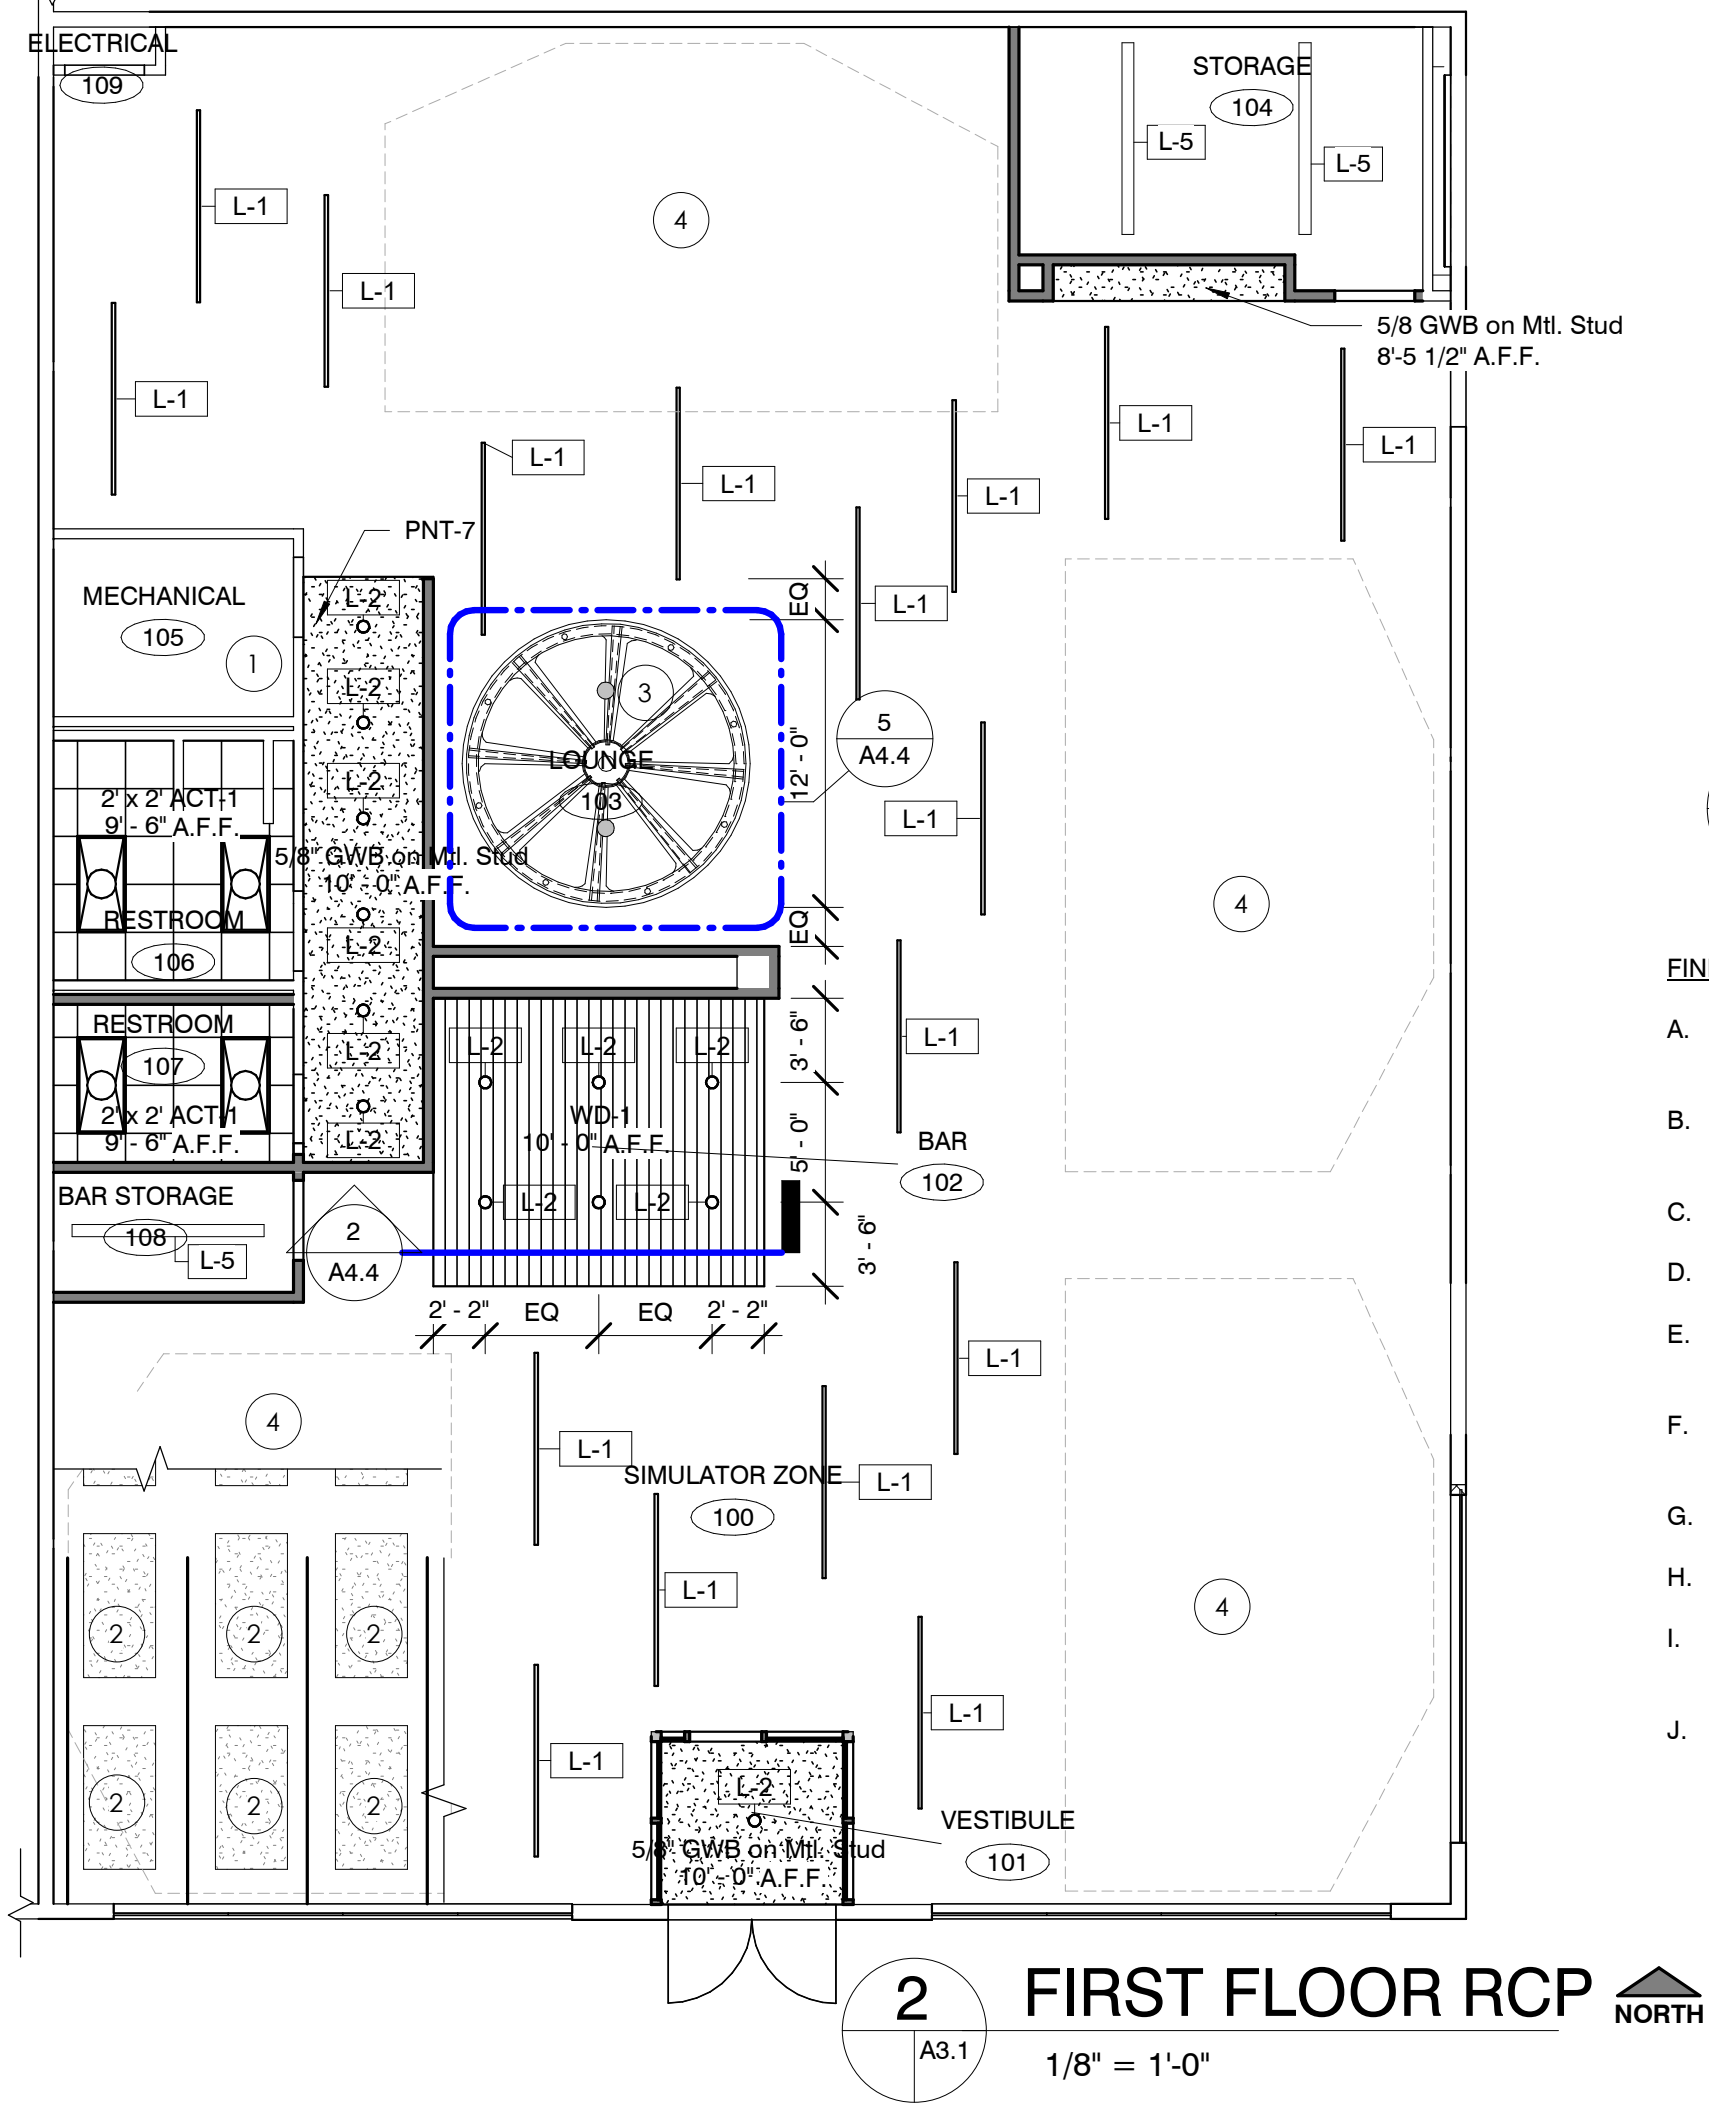 ELECTRICAL
109
STORAGE
104
L-5
L-5
L-1
4
L-1
5/8 GWB on Mtl. Stud
8'-5 1/2" A.F.F.
L-1
L-1
L-1
L-1
L-1
L-1
PNT-7
MECHANICAL
105
1
L-2
EQ
L-1
L-2
3
5
A4.4
LOUNGE
103
12' - 0"
L-2
2' x 2' ACT-1
9' - 6" A.F.F.
L-1
5/8" GWB on Mtl. Stud
10' - 0" A.F.F.
4
RESTROOM
106
L-2
EQ
FIN
RESTROOM
107
L-2
L-2
L-2
L-2
3' - 6"
L-1
A.
2' x 2' ACT-1
9' - 6" A.F.F.
L-2
WD-1
10' - 0" A.F.F.
5' - 0"
BAR
102
B.
BAR STORAGE
108
L-5
2
A4.4
L-2
L-2
3' - 6"
C.
D.
2' - 2"
EQ
EQ
2' - 2"
E.
L-1
4
L-1
F.
SIMULATOR ZONE
100
L-1
G.
H.
L-1
2
2
2
4
I.
L-1
J.
L-1
2
2
2
L-2
VESTIBULE
101
5/8" GWB on Mtl. Stud
10' - 0" A.F.F.
2
A3.1
FIRST FLOOR RCP
NORTH
1/8" = 1'-0"